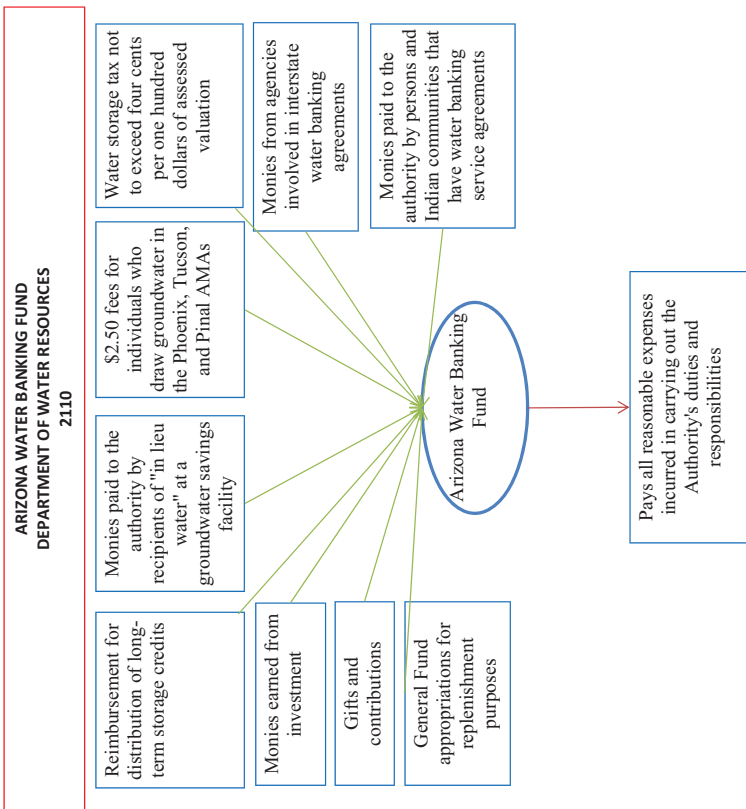 ARIZONA WATER BANKING FUND
DEPARTMENT OF WATER RESOURCES
2110
Reimbursement for
distribution of long-
term storage credits
Monies paid to the
authority by
recipients of "in lieu
water" at a
groundwater savings
facility
$2.50 fees for
individuals who
draw groundwater in
the Phoenix, Tucson,
and Pinal AMAs
Water storage tax not
to exceed four cents
per one hundred
dollars of assessed
valuation
Monies earned from
investment
Monies from agencies
involved in interstate
water banking
agreements
Gifts and
contributions
Monies paid to the
authority by persons and
Indian communities that
have water banking
service agreements
General Fund
appropriations for
replenishment
purposes
Arizona Water Banking
Fund
Pays all reasonable expenses
incurred in carrying out the
Authority's duties and
responsibilities